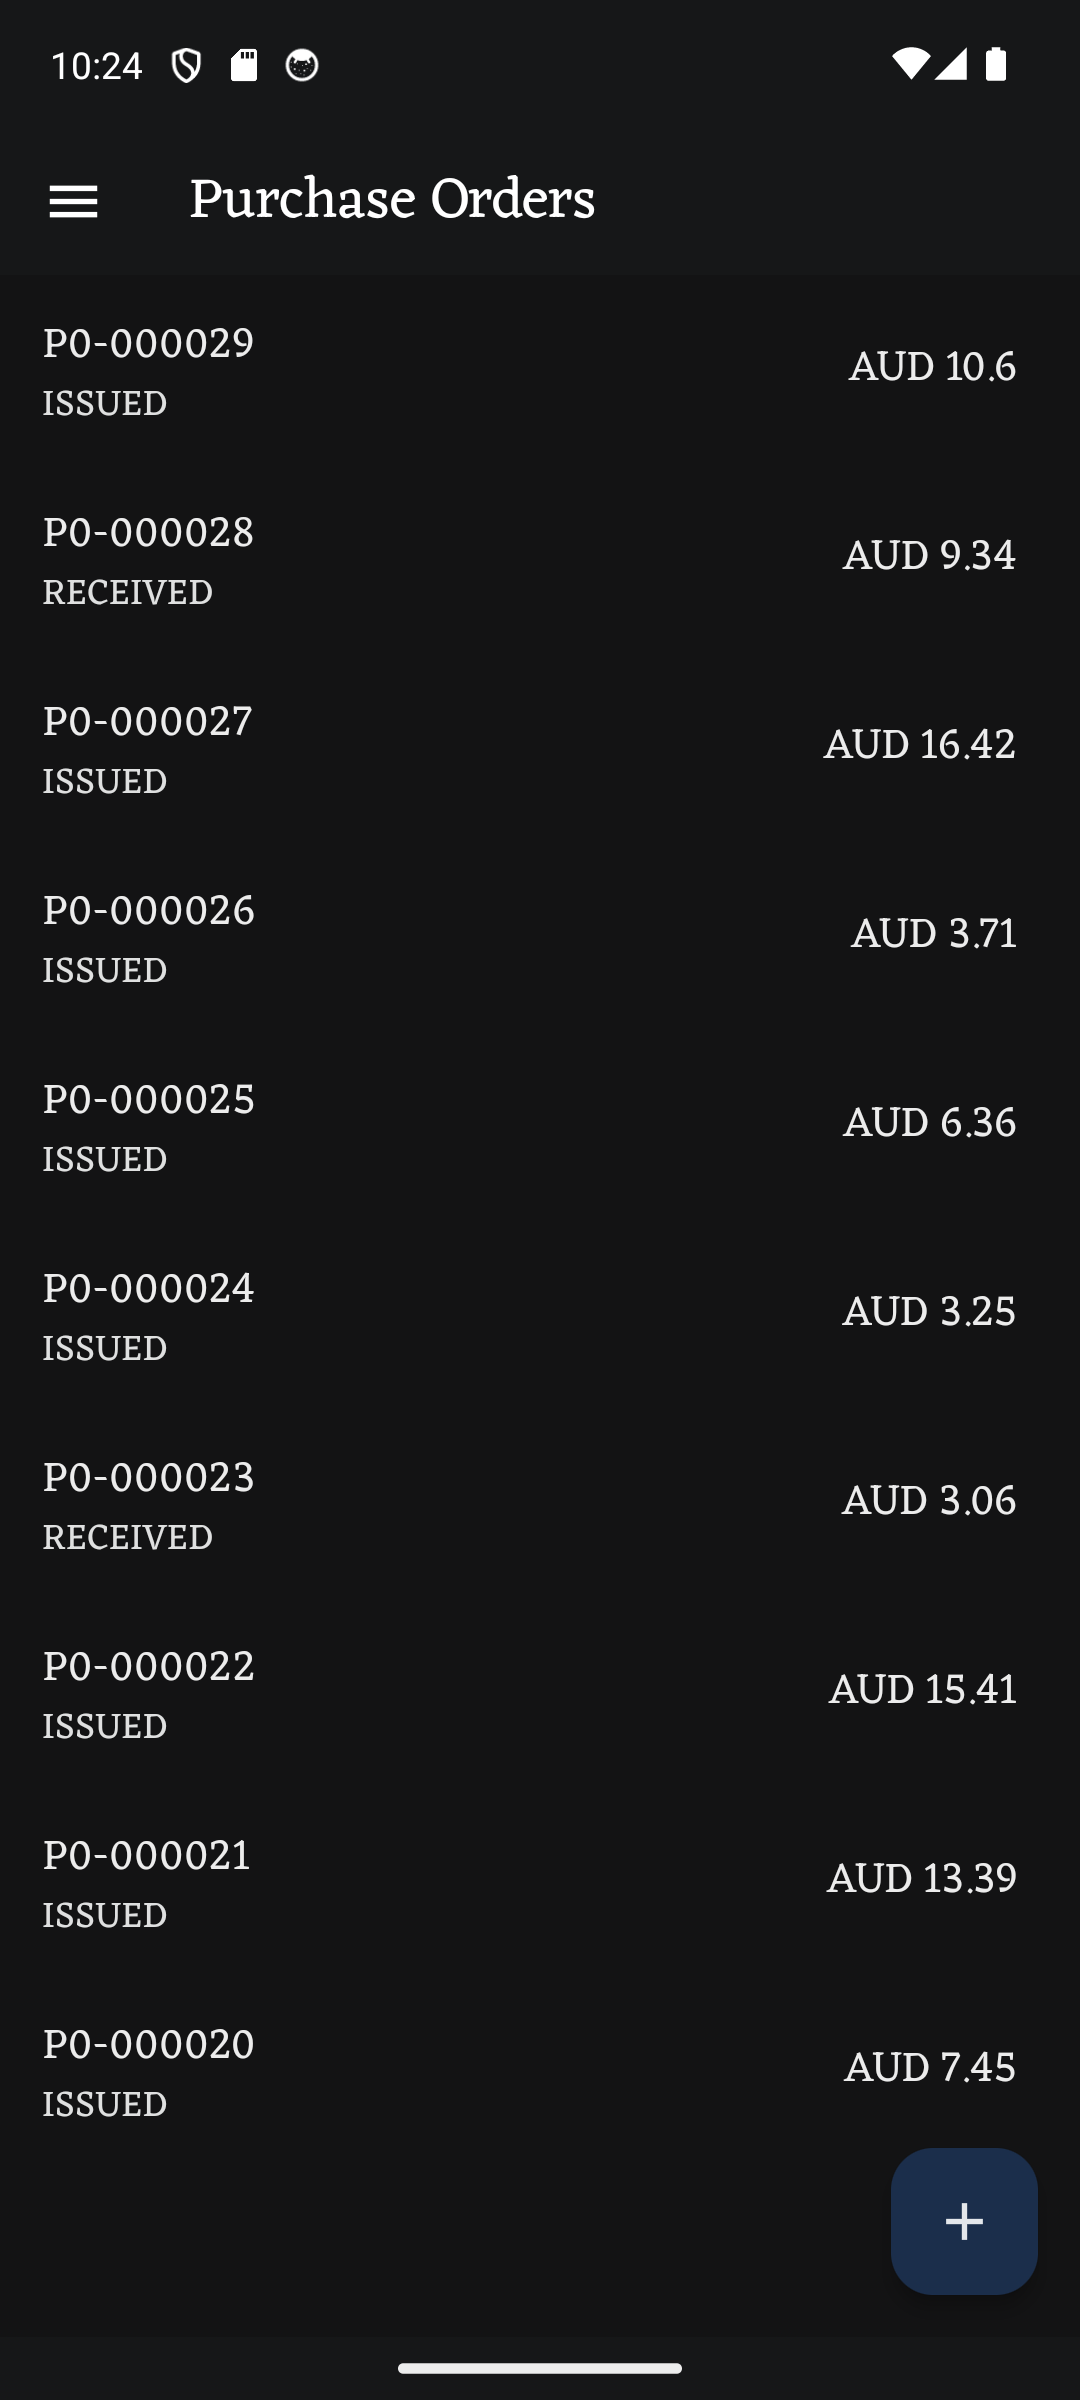 10:24
Purchase Orders
P0-000029
AUD 10.6
ISSUED
P0-000028
AUD 9.34
RECEIVED
P0-000027
AUD 16.42
ISSUED
P0-000026
AUD 3.71
ISSUED
P0-000025
AUD 6.36
ISSUED
P0-000024
AUD 3.25
ISSUED
P0-000023
AUD 3.06
RECEIVED
P0-000022
AUD 15.41
ISSUED
P0-000021
AUD 13.39
ISSUED
P0-000020
AUD 7.45
ISSUED